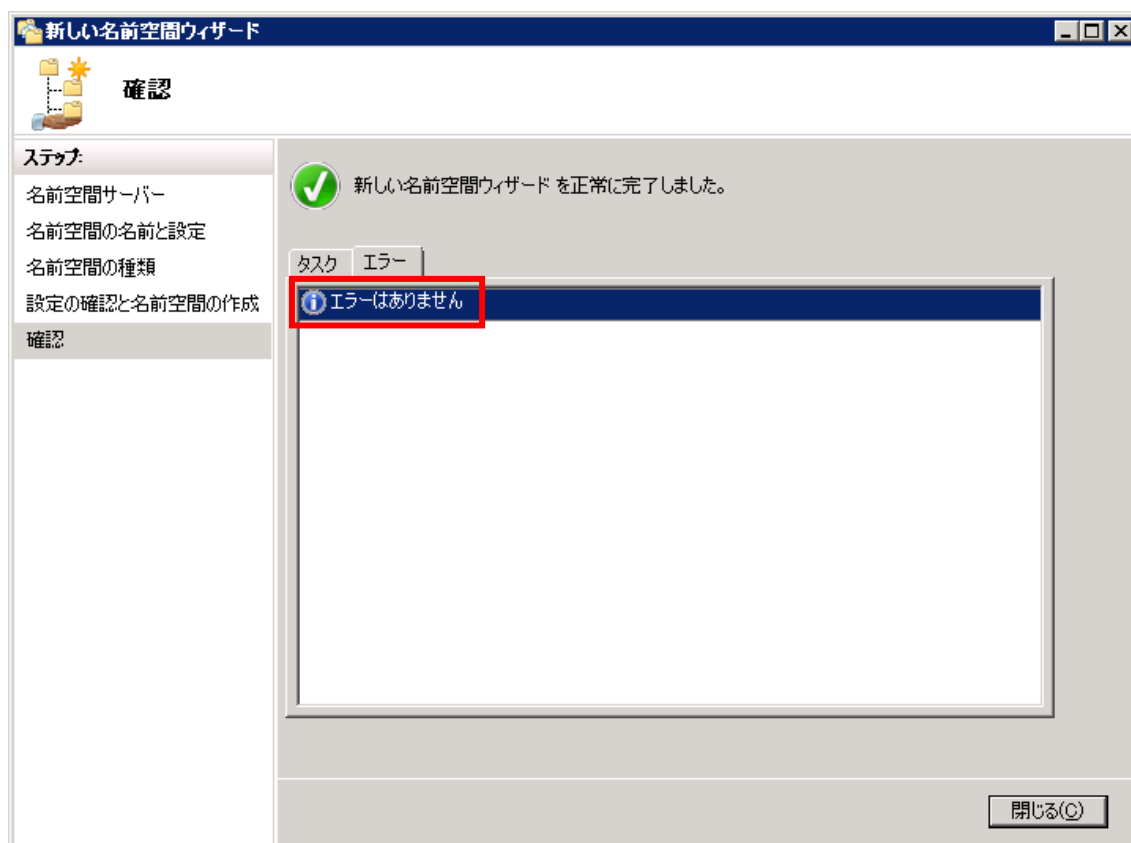 新しい名前空間ウィザード
確認
ステップ:
名前空間サーバー
名前空間の名前と設定
名前空間の種類
設定の確認と名前空間の作成
確認
新しい名前空間ウィザード を正常に完了しました。
タスク エラー
エラーはありません
閉じる(C)